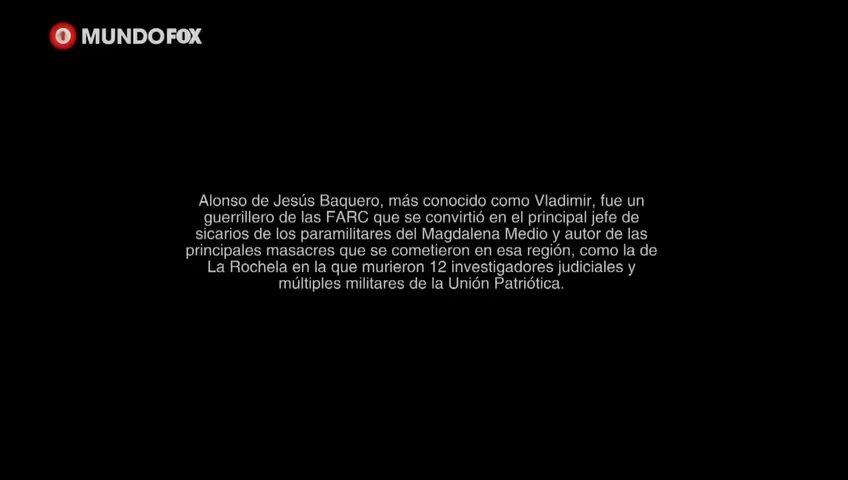 MUNDOFOX
Alonso de Jesús Baquero, más conocido como Vladimir, fue un
guerrillero de las FARC que se convirtió en el principal jefe de
sicarios de los paramilitares del Magdalena Medio y autor de las
principales masacres que se cometieron en esa región, como la de
La Rochela en la que murieron 12 investigadores judiciales y
múltiples militares de la Unión Patriótica.